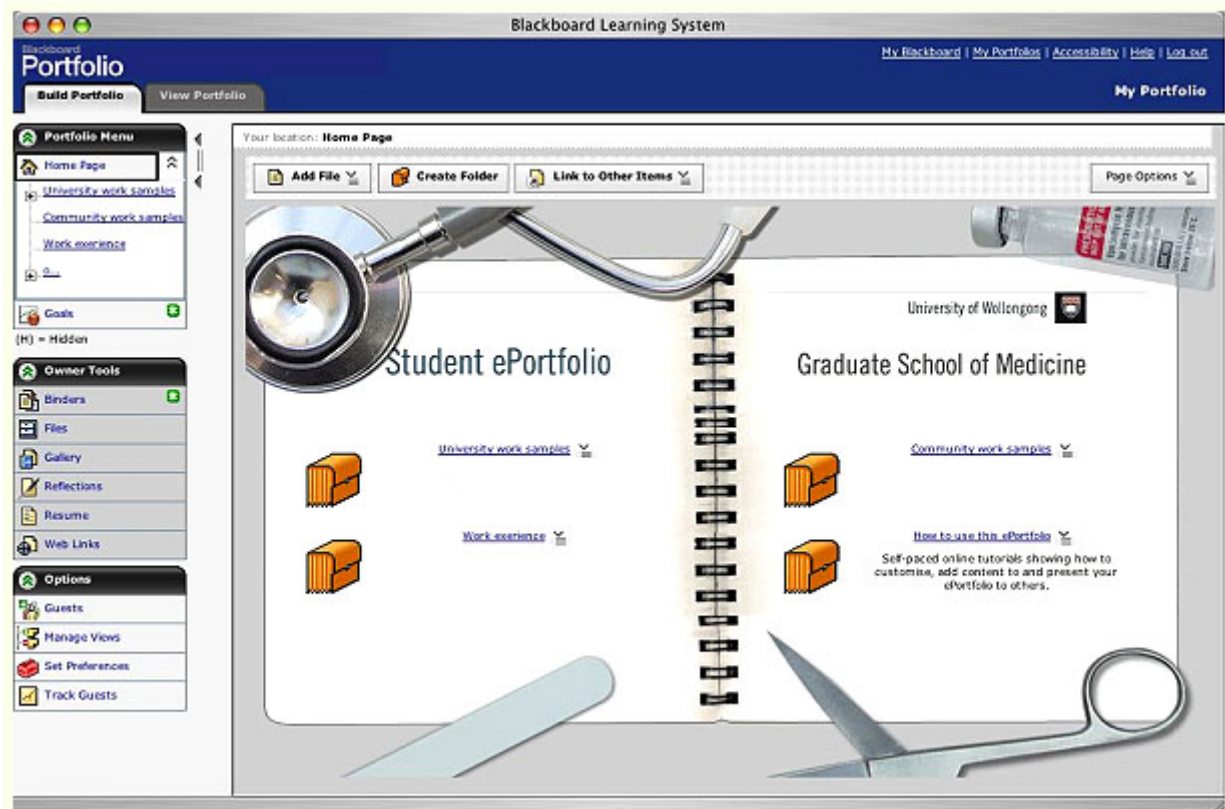 Blackboard Learning System
Blackboard
Portfolio
My Blackboard | My Portfolios | Accessibility | Help | Log out
Build Portfolio
View Portfolio
My Portfolio
Portfolio Menu
Home Page
University work samples
Community work samples
Work exerience
Goals
(H) = Hidden
Owner Tools
Binders
Files
Gallery
Reflections
Resume
Web Links
Options
Guests
Manage Views
Set Preferences
Track Guests
Your location: Home Page
Add File
Create Folder
Link to Other Items
Page Options
University of Wollongong
Student ePortfolio
Graduate School of Medicine
University work samples
Community work samples
Work exerience
How to use this ePortfolio
Self-paced online tutorials showing how to
customise, add content to and present your
ePortfolio to others.